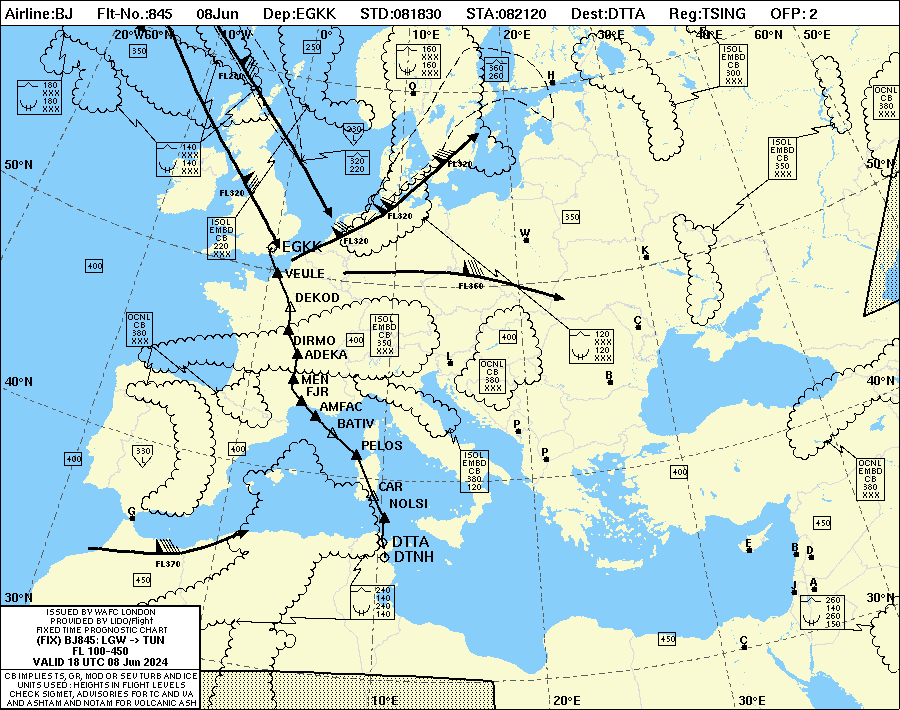 Airline:BJ Flt-No.:845 08Jun Dep:EGKK STD:081830 STA:082120 Dest:DTTA Reg:TSING OFP: 2
20°W60°N 10°W 0° 10°E 20°E 30°E 40°E 60°N 50°E
350
250
160
XXX
160
XXX
360
260
H
ISOL
EMBD
CB
300
XXX
FL280
180
XXX
180
XXX
O
OCNL
CB
380
XXX
230
L
140
XXX
140
XXX
320
220
FL320
ISOL
EMBD
CB
350
XXX
50°N
50°N
FL320
FL320
350
ISOL
EMBD
CB
220
XXX
FL320
W
EGKK
K
400
VEULE
FL360
DEKOD
OCNL
CB
380
XXX
DIRMO
400
ISOL
EMBD
CB
350
XXX
400
120
XXX
120
XXX
C
ADEKA
L
OCNL
CB
380
XXX
B
40°N
40°N
MEN
FJR
AMFAC
BATIV
P
PELOS
330
L
400
400
P
ISOL
EMBD
CB
380
120
400
OCNL
EMBD
CB
380
XXX
CAR
NOLSI
G
450
DTTA
DTNH
E
B
D
FL370
450
240
140
240
140
J
A
30°N
30°N
260
XXX
260
150
450
C
ISSUED BY WAFC LONDON
PROVIDED BY LIDO/Flight
FIXED TIME PROGNOSTIC CHART
(FIX) BJ845: LGW -> TUN
FL 100-450
VALID 18 UTC 08 Jun 2024
CB IMPLIES TS, GR, MOD OR SEV TURB AND ICE
UNITS USED : HEIGHTS IN FLIGHT LEVELS
CHECK SIGMET, ADVISORIES FOR TC AND VA
AND ASHTAM AND NOTAM FOR VOLCANIC ASH
10°E 20°E 30°E